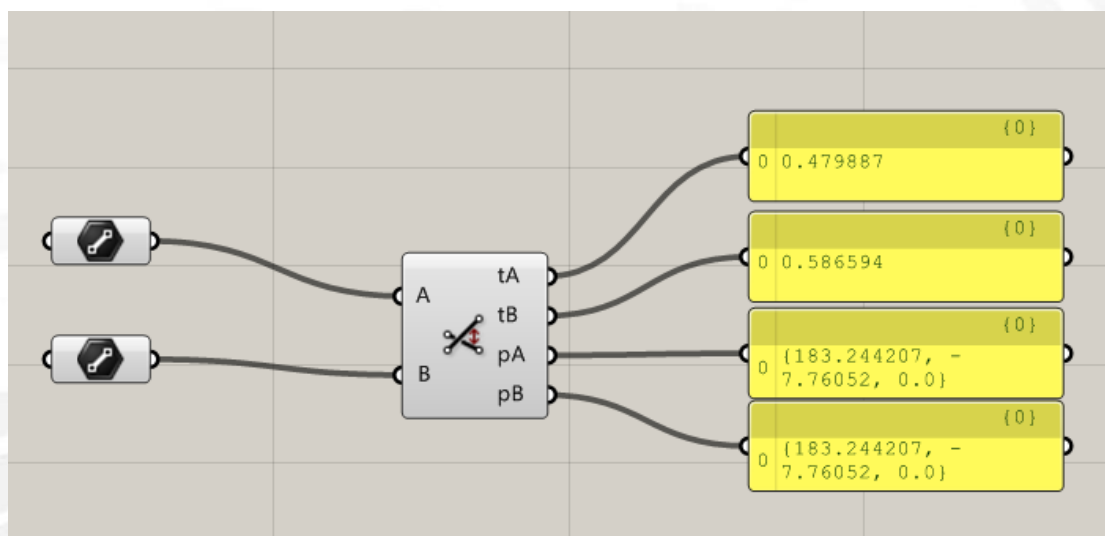 {0}
0 0.479887
{0}
0 0.586594
{0}
0 {183.244207, -
7.76052, 0.0}
{0}
0 {183.244207, -
7.76052, 0.0}
A
B
tA
tB
pA
pB